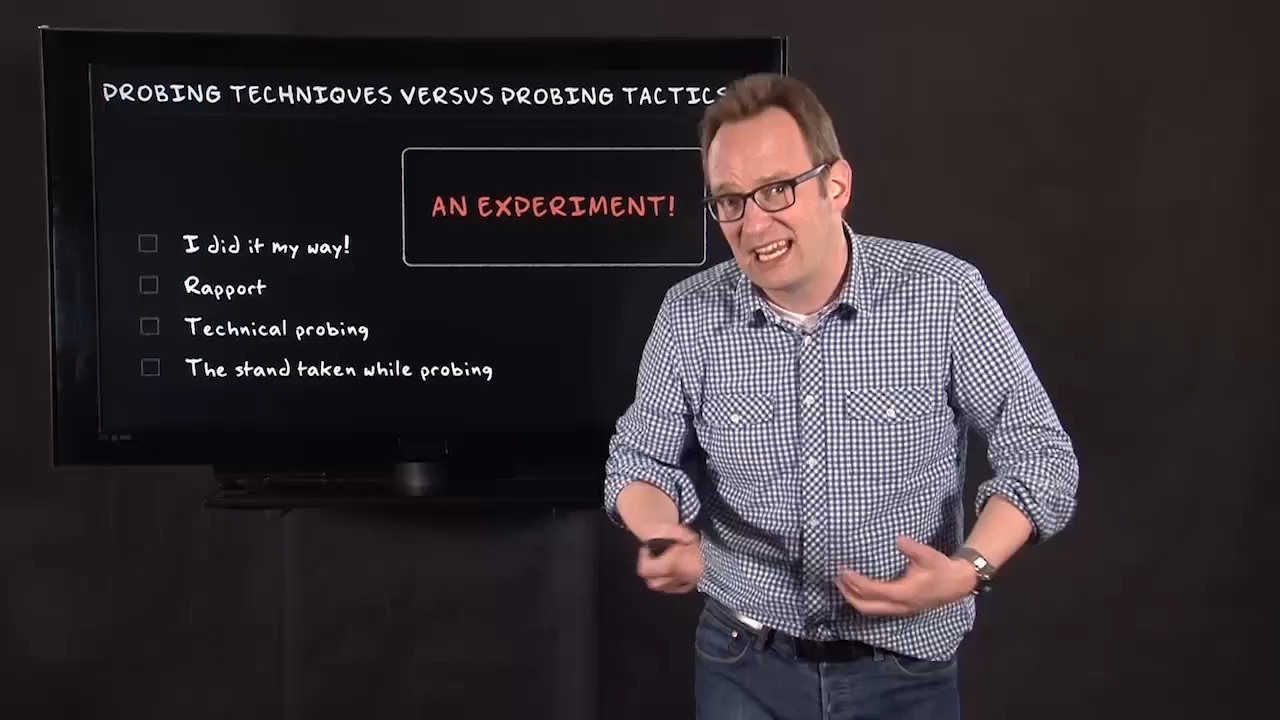 PROBING TECHNIQUES VERSUS PROBING TACTICS
AN EXPERIMENT!
I did it my way!
Rapport
Technical probing
The stand taken while probing